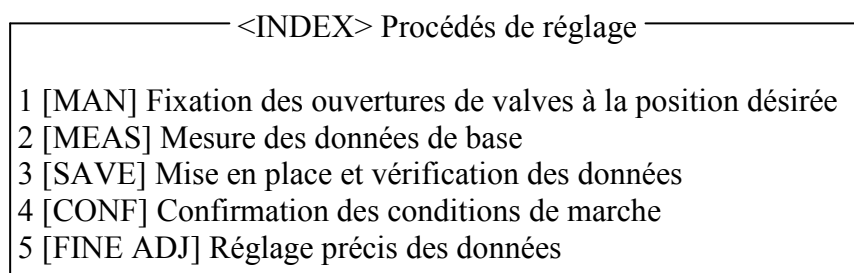 <INDEX> Procédés de réglage
1 [MAN] Fixation des ouvertures de valves à la position désirée
2 [MEAS] Mesure des données de base
3 [SAVE] Mise en place et vérification des données
4 [CONF] Confirmation des conditions de marche
5 [FINE ADJ] Réglage précis des données